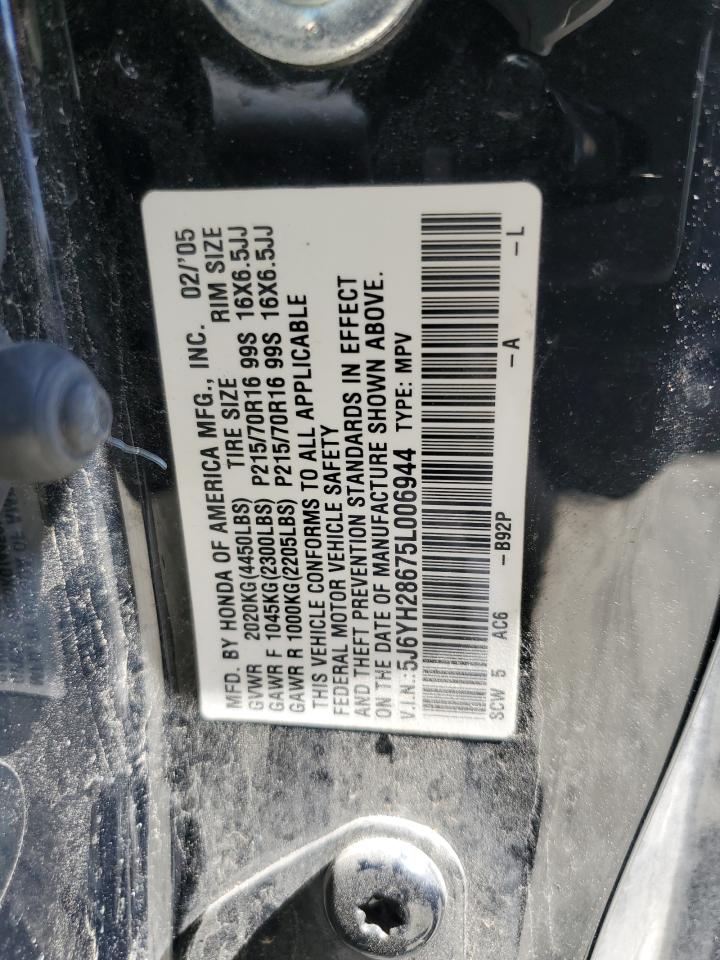 MFD. BY HONDA OF AMERICA MFG., INC. 02/'05
GVWR 2020KG(4450LBS) TIRE SIZE RIM SIZE
GAWR F 1045KG(2300LBS) P215/70R16 99S 16X6.5JJ
GAWR R 1000KG(2205LBS) P215/70R16 99S 16X6.5JJ
THIS VEHICLE CONFORMS TO ALL APPLICABLE
FEDERAL MOTOR VEHICLE SAFETY
AND THEFT PREVENTION STANDARDS IN EFFECT
ON THE DATE OF MANUFACTURE SHOWN ABOVE.
V.I.N.:5J6YH28675L006944 TYPE: MPV
SCW 5 AC6 -B92P -A -L